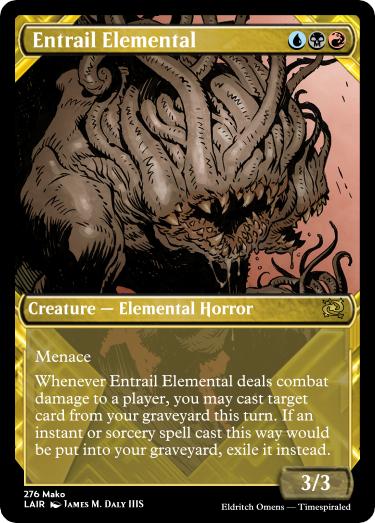 Entrail Elemental
Creature — Elemental Horror
Menace
Whenever Entrail Elemental deals combat
damage to a player, you may cast target
card from your graveyard this turn. If an
instant or sorcery spell cast this way would
be put into your graveyard, exile it instead.
3/3
276 Mako
LAIR James M. Daly IIIS
Eldritch Omens — Timespiraled